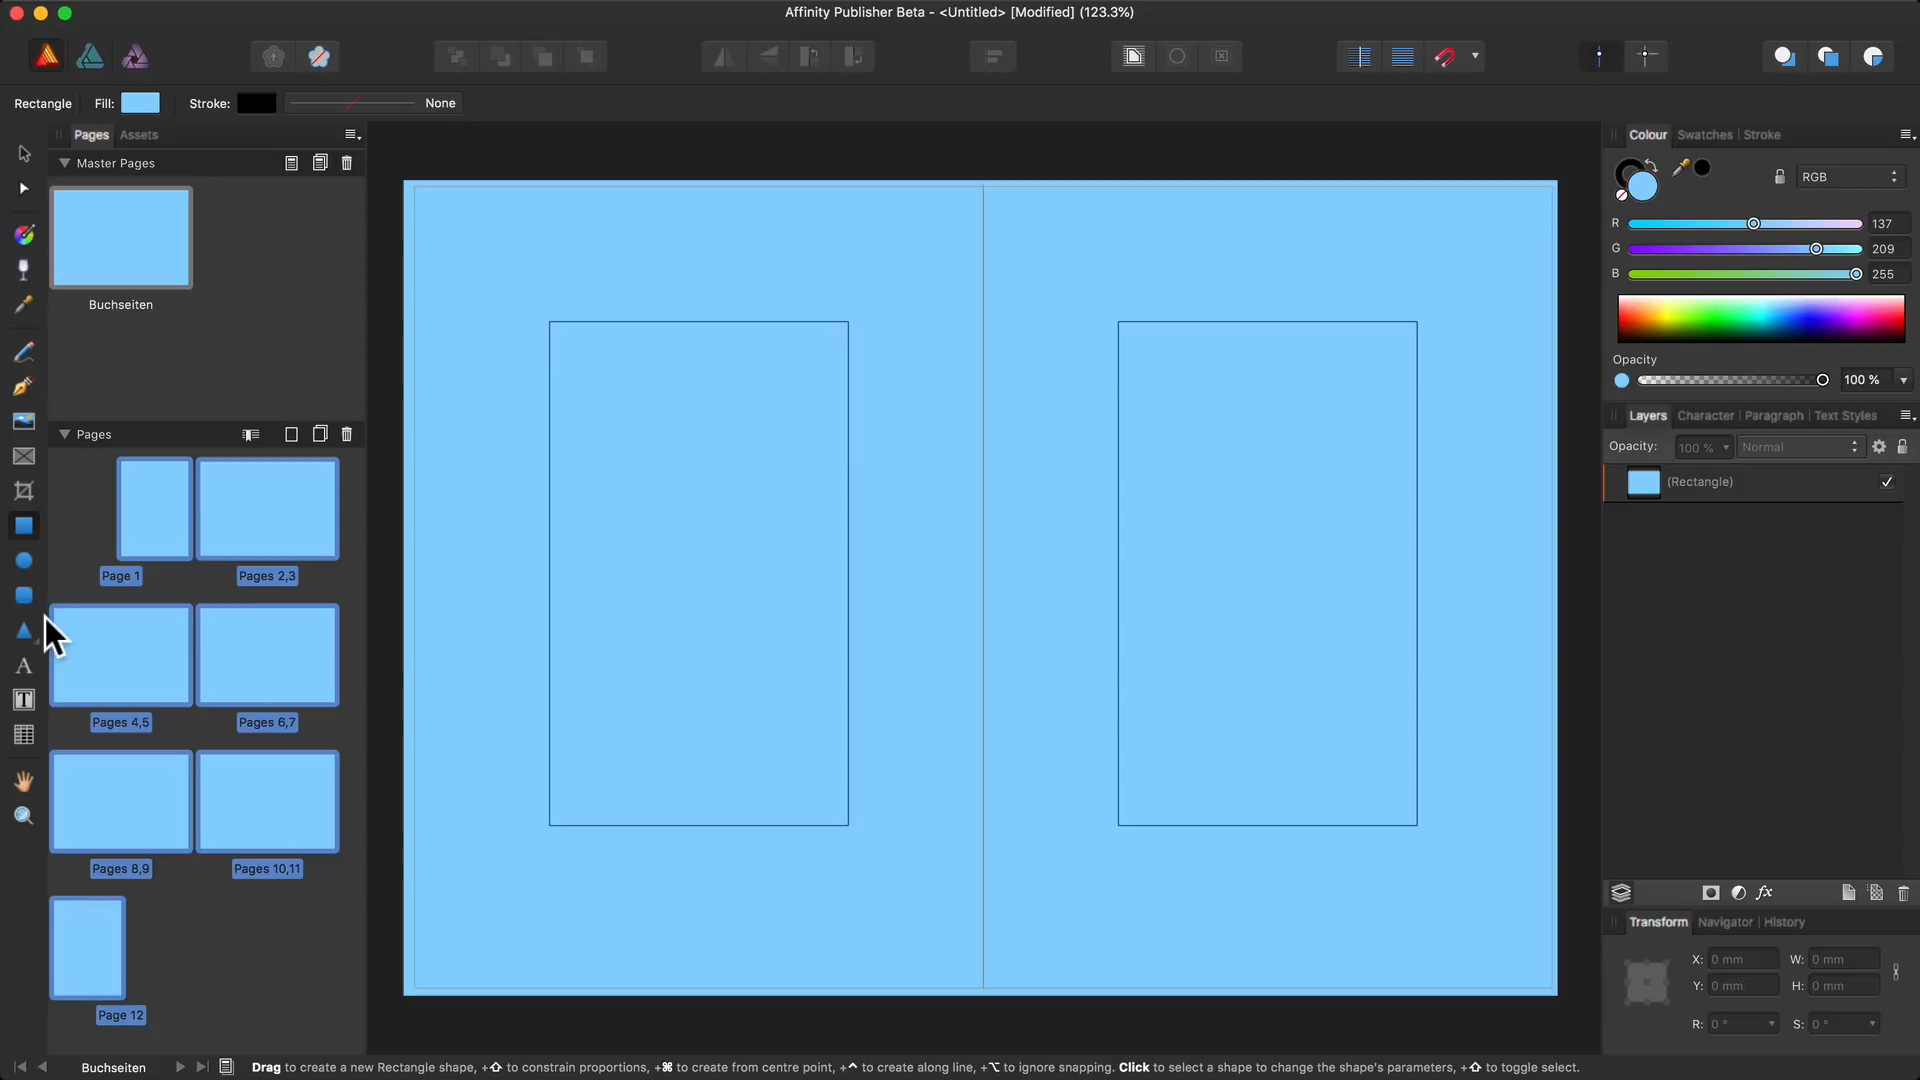 Affinity Publisher Beta - <Untitled> [Modified] (123.3%)
Rectangle Fill: Stroke: None
Pages Assets
Master Pages
Buchseiten
Pages
Page 1 Pages 2,3
Pages 4,5 Pages 6,7
Pages 8,9 Pages 10,11
Page 12
Colour Swatches Stroke
RGB
R 137
G 209
B 255
Opacity
100 %
Layers Character Paragraph Text Styles
Opacity: 100 % Normal
(Rectangle)
fx
Transform Navigator History
X: 0 mm W: 0 mm
Y: 0 mm H: 0 mm
R: 0 ° S: 0 °
Buchseiten Drag to create a new Rectangle shape, +⇧ to constrain proportions, +⌘ to create from centre point, +⌃ to create along line, +⌥ to ignore snapping. Click to select a shape to change the shape's parameters, +⇧ to toggle select.